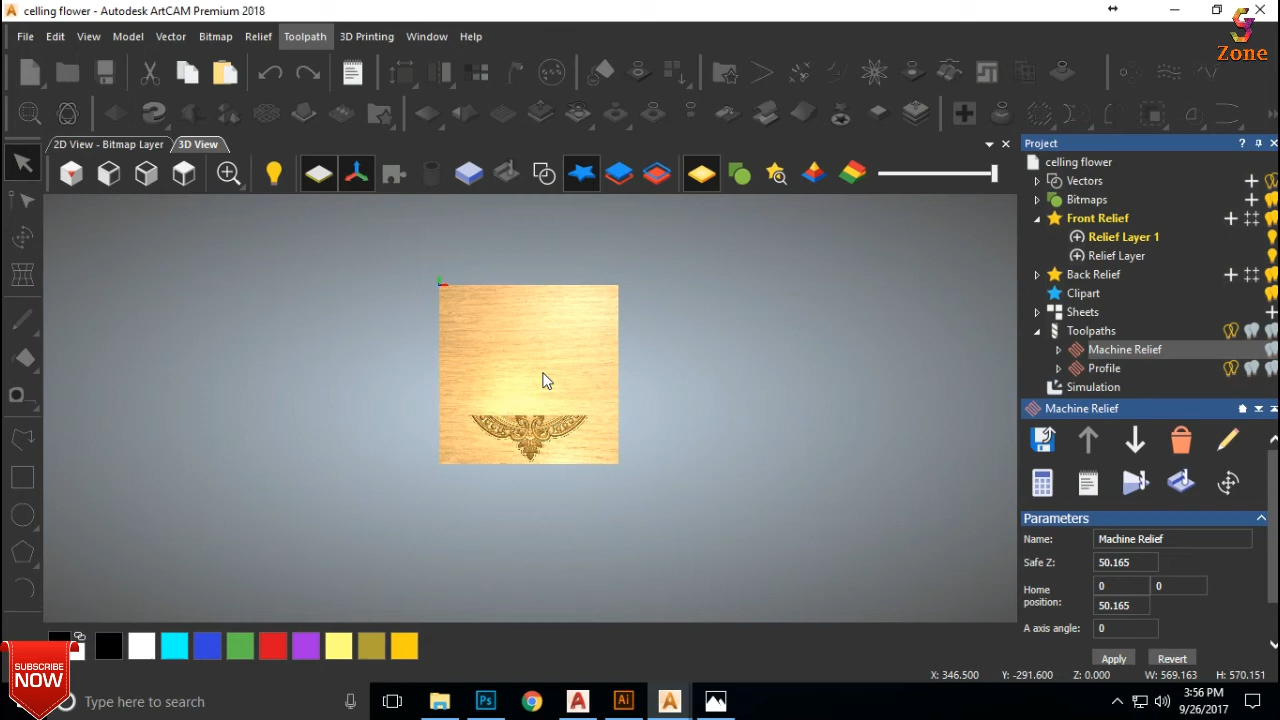 celling flower - Autodesk ArtCAM Premium 2018
Zone
File Edit View Model Vector Bitmap Relief Toolpath 3D Printing Window Help
2D View - Bitmap Layer 3D View
Project
celling flower
Vectors
Bitmaps
Front Relief
Relief Layer 1
Relief Layer
Back Relief
Clipart
Sheets
Toolpaths
Machine Relief
Profile
Simulation
Machine Relief
Parameters
Name: Machine Relief
Safe Z: 50.165
Home position: 0 0
50.165
A axis angle: 0
Apply Revert
X: 346.500 Y: -291.600 Z: 0.000 W: 569.163 H: 570.151
SUBSCRIBE
NOW
Type here to search
3:56 PM
9/26/2017